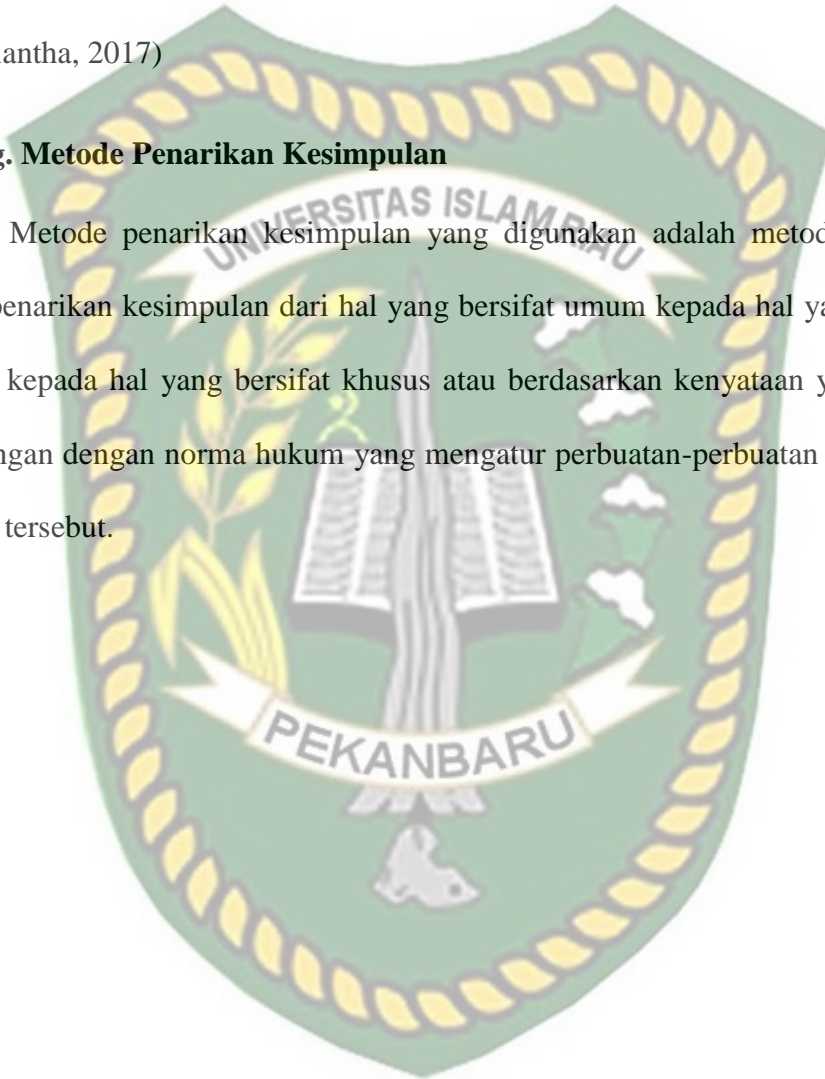 antha, 2017)
g. Metode Penarikan Kesimpulan
UNIVERSITAS ISLAM RIAU
Metode penarikan kesimpulan yang digunakan adalah metod
penarikan kesimpulan dari hal yang bersifat umum kepada hal ya
kepada hal yang bersifat khusus atau berdasarkan kenyataan y
ngan dengan norma hukum yang mengatur perbuatan-perbuatan
tersebut.
PEKANBARU